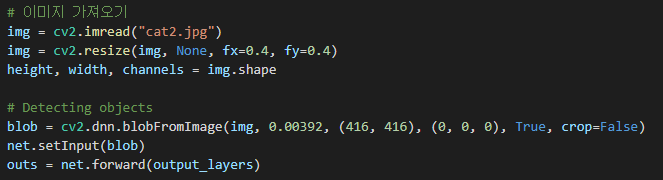 # 이미지 가져오기
img = cv2.imread("cat2.jpg")
img = cv2.resize(img, None, fx=0.4, fy=0.4)
height, width, channels = img.shape
# Detecting objects
blob = cv2.dnn.blobFromImage(img, 0.00392, (416, 416), (0, 0, 0), True, crop=False)
net.setInput(blob)
outs = net.forward(output_layers)